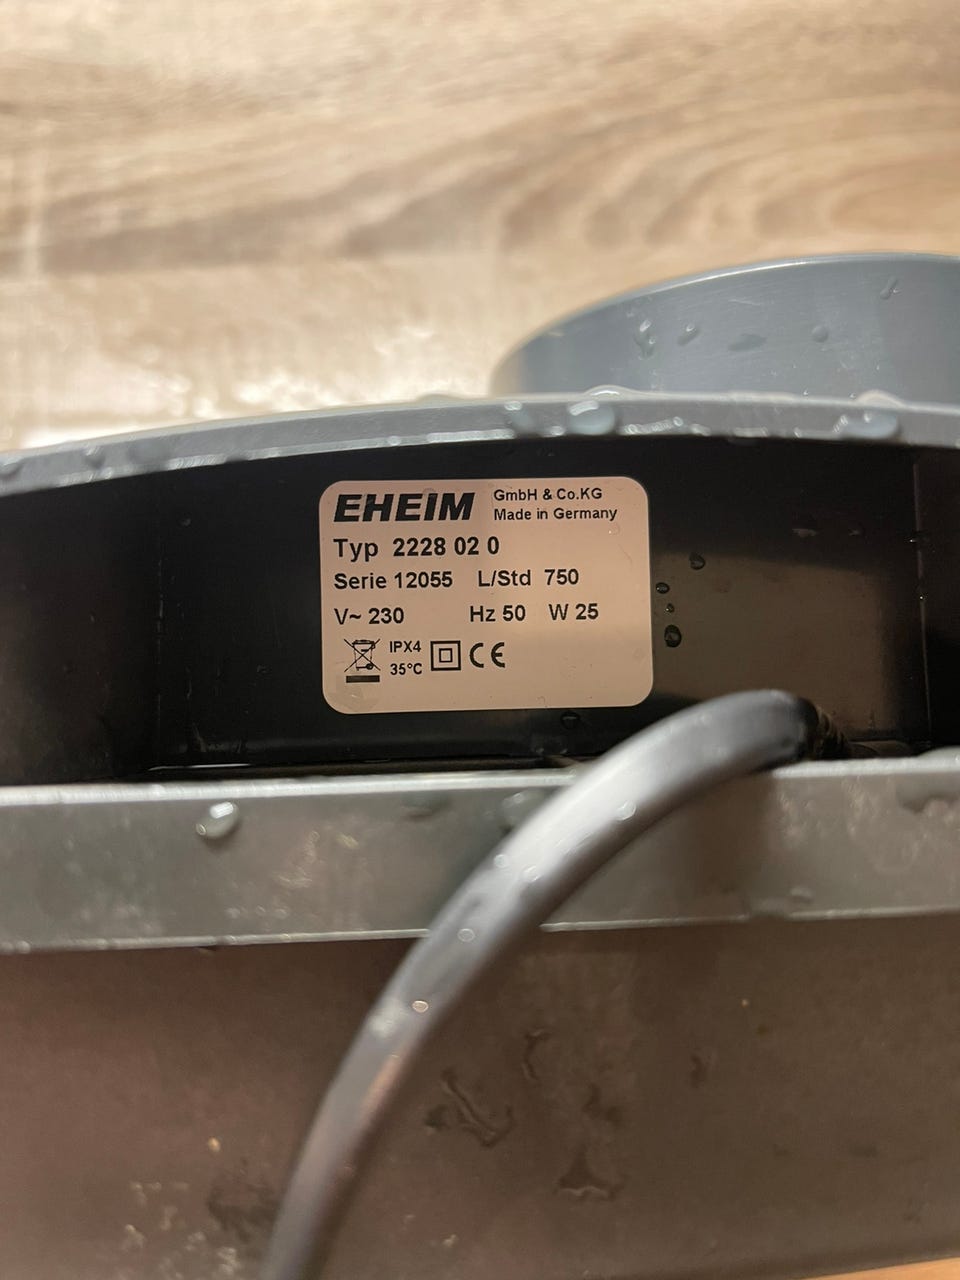 EHEIM GmbH & Co.KG
Made in Germany
Typ 2228 02 0
Serie 12055 L/Std 750
V~ 230 Hz 50 W 25
IPX4
35°C CE